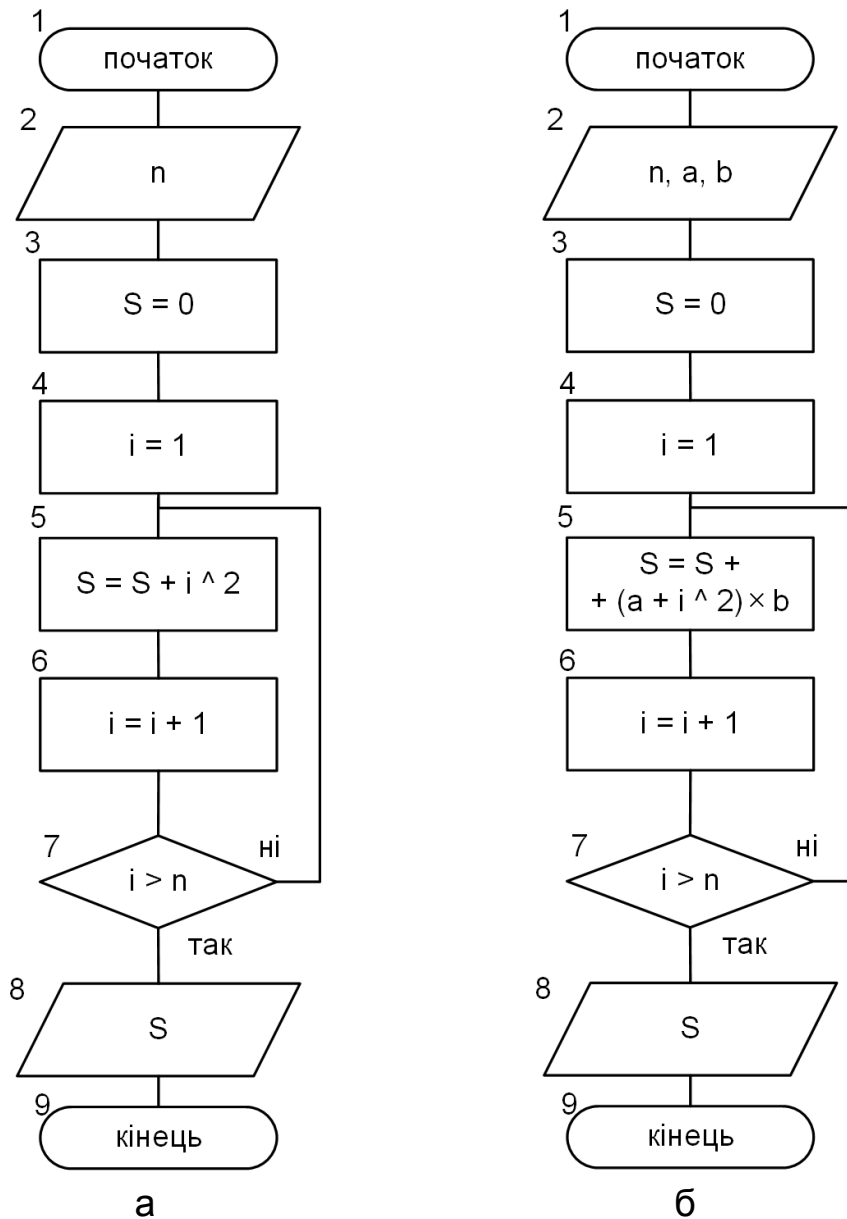 1
початок
2
n
3
S = 0
4
i = 1
5
S = S + i ^ 2
6
i = i + 1
7
i > n
ні
так
8
S
9
кінець
а
1
початок
2
n, a, b
3
S = 0
4
i = 1
5
S = S +
+ (a + i ^ 2) × b
6
i = i + 1
7
i > n
ні
так
8
S
9
кінець
б